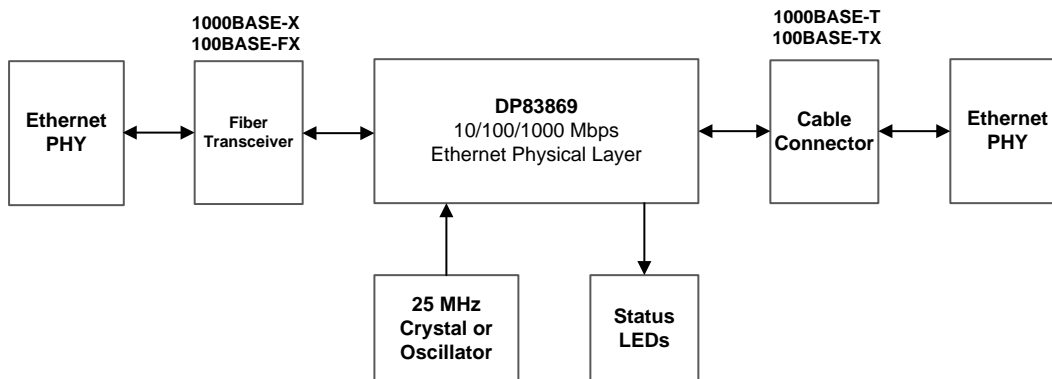 1000BASE-X
100BASE-FX
1000BASE-T
100BASE-TX
Ethernet
PHY
Fiber
Transceiver
DP83869
10/100/1000 Mbps
Ethernet Physical Layer
Cable
Connector
Ethernet
PHY
25 MHz
Crystal or
Oscillator
Status
LEDs